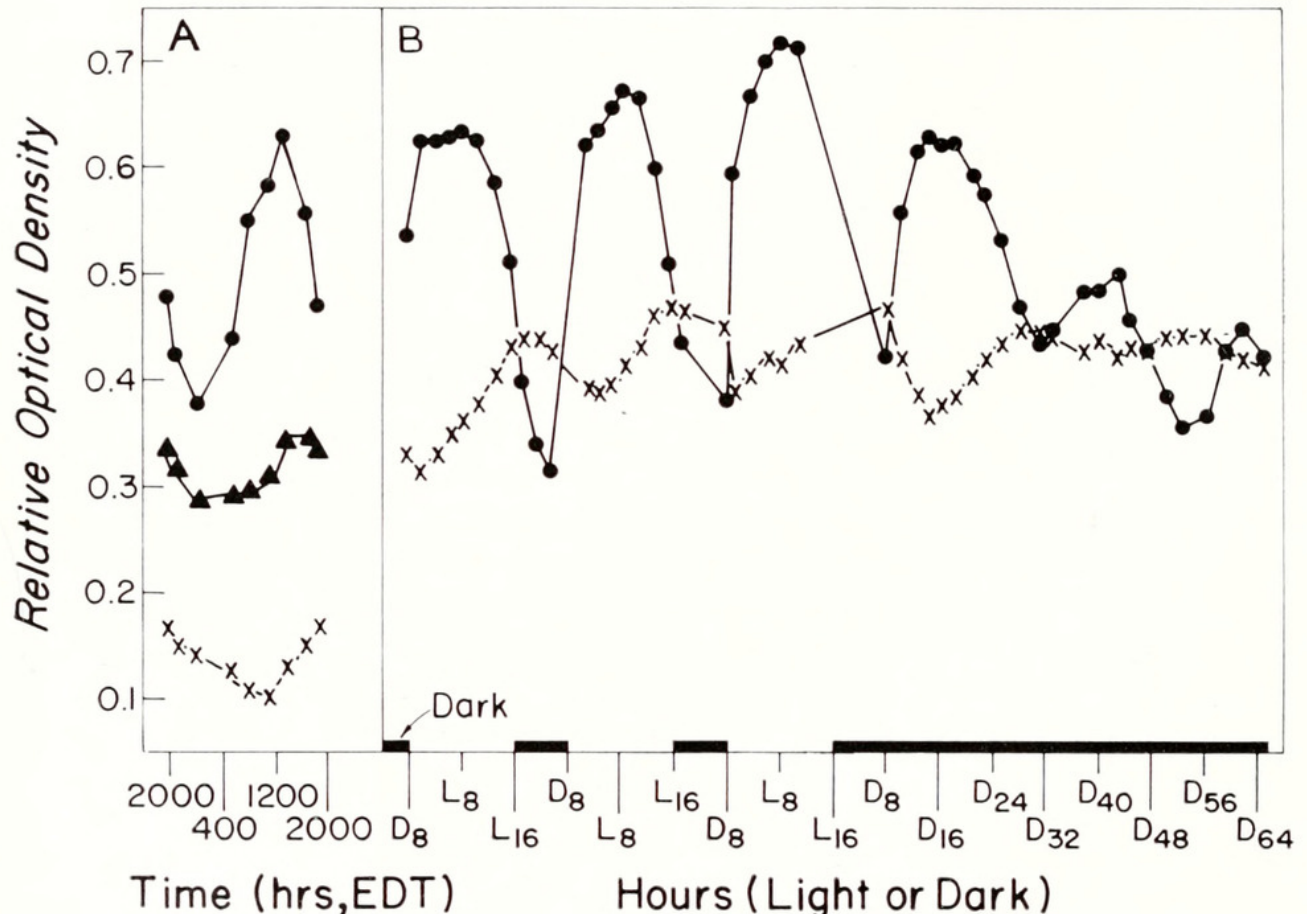 A
B
Relative Optical Density
0.7
0.6
0.5
0.4
0.3
0.2
0.1
Dark
2000 1200
400 2000
L8 D8 L16 L8 D8 D24 D40 D56
D8 L16 L8 D8 L16 D16 D32 D48 D64
Time (hrs,EDT)
Hours (Light or Dark)